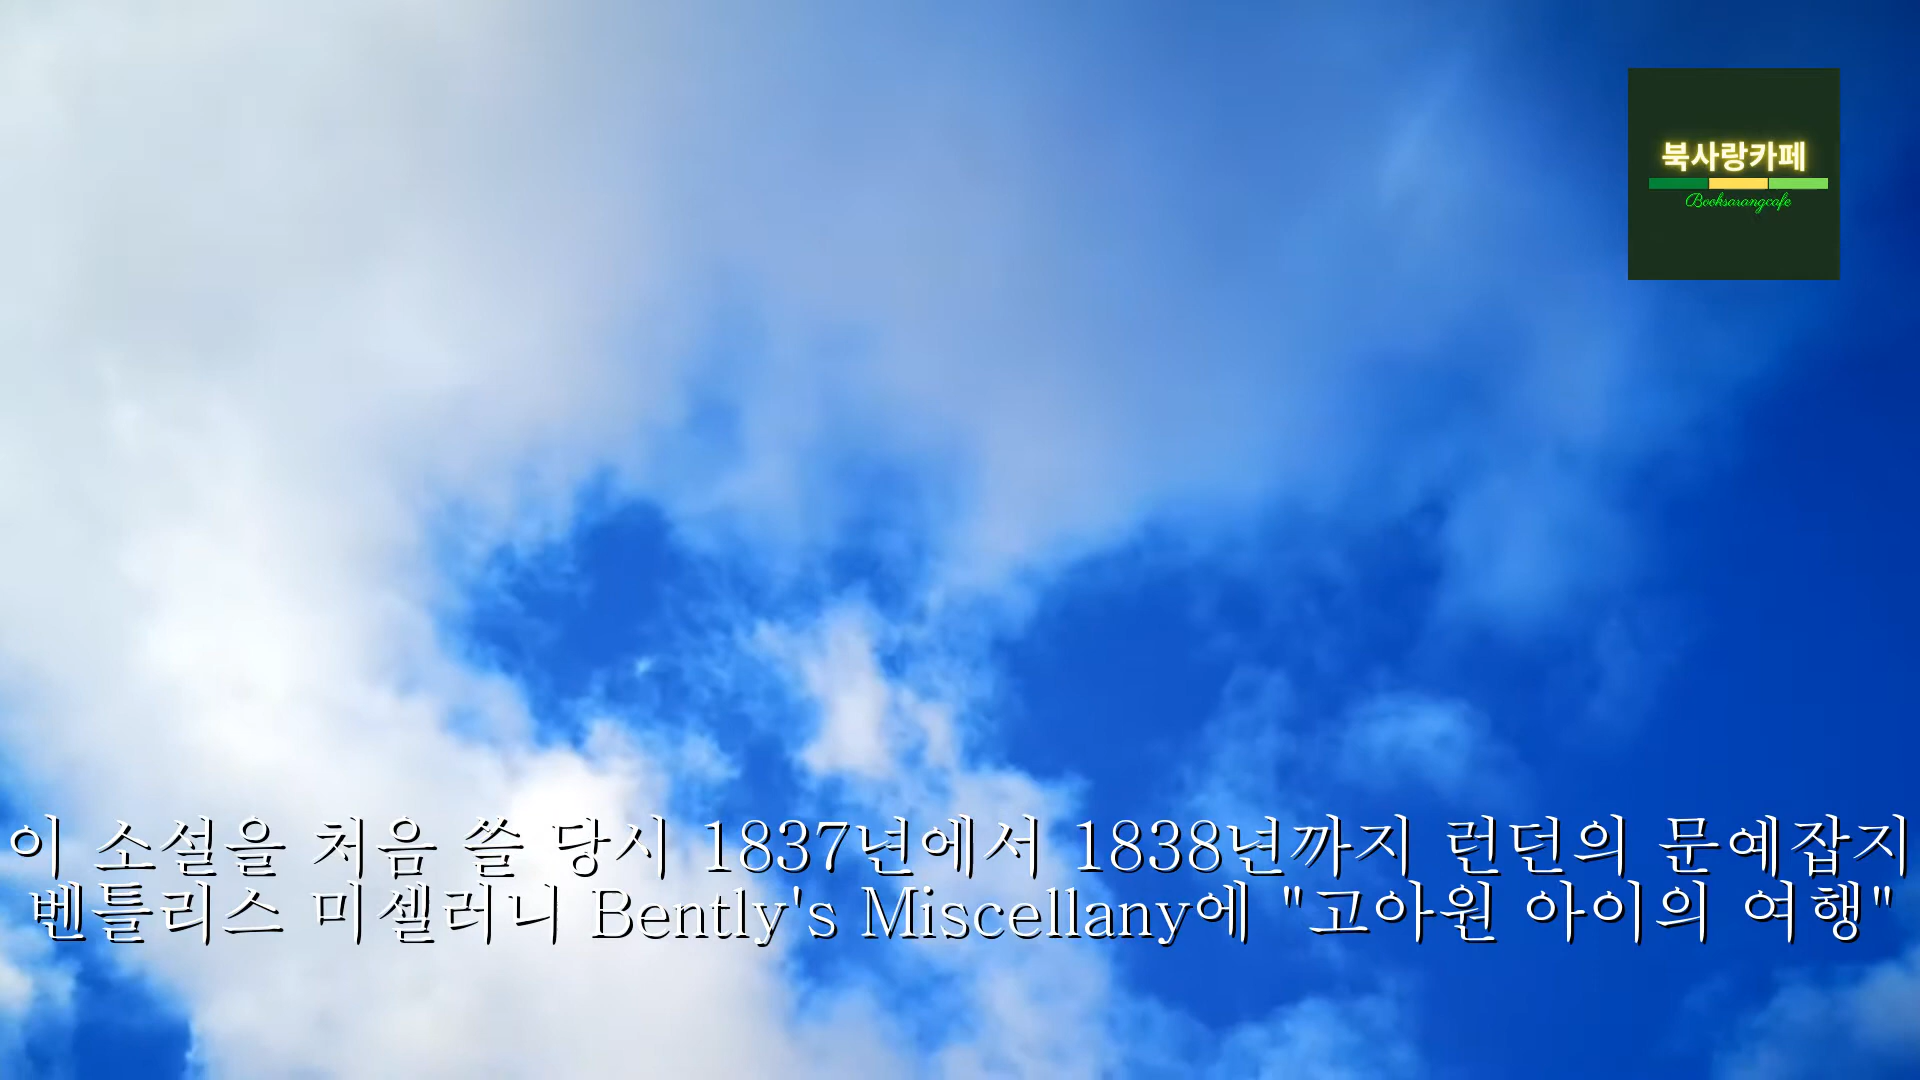 북사랑카페
Booksarangcafe
이 소설을 처음 쓸 당시 1837년에서 1838년까지 런던의 문예잡지
벤틀리스 미셀러니 Bently's Miscellany에 "고아원 아이의 여행"